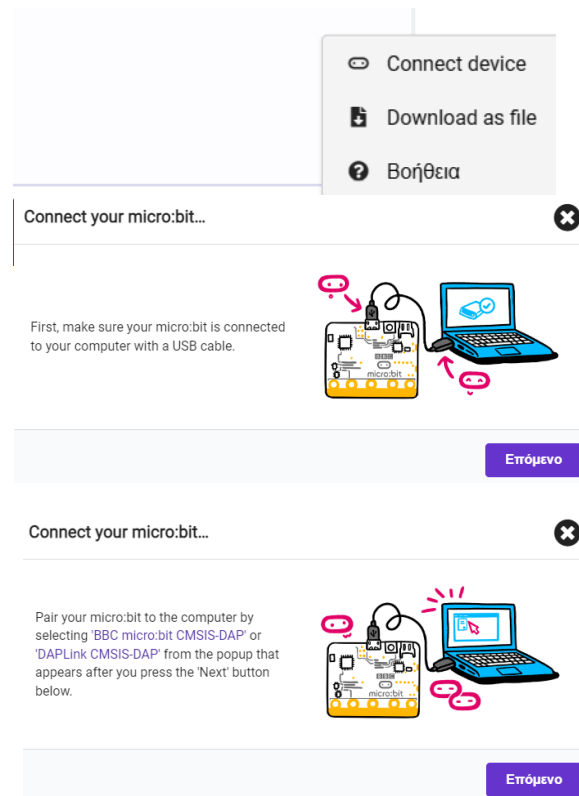 Connect device
Download as file
Βοήθεια
Connect your micro:bit...
First, make sure your micro:bit is connected
to your computer with a USB cable.
BBC
micro:bit
Επόμενο
Connect your micro:bit...
Pair your micro:bit to the computer by
selecting 'BBC micro:bit CMSIS-DAP' or
'DAPLink CMSIS-DAP' from the popup that
appears after you press the 'Next' button
below.
BBC
micro:bit
Επόμενο